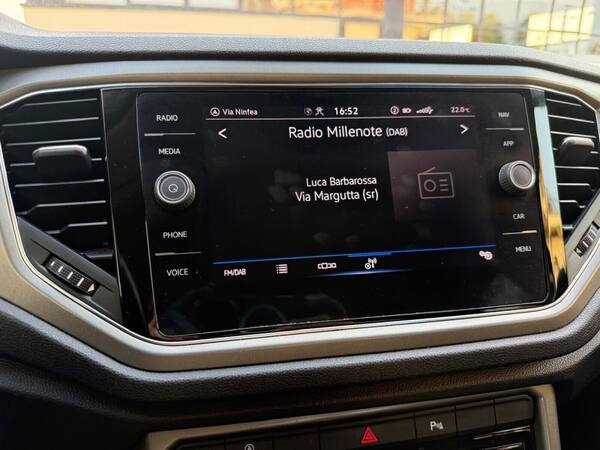 RADIO
MEDIA
PHONE
VOICE
Via Ninfea
16:52
2
22.0°C
< Radio Millenote (DAB) >
Luca Barbarossa
Via Margutta (sr)
FM/DAB
NAV
APP
CAR
MENU
P